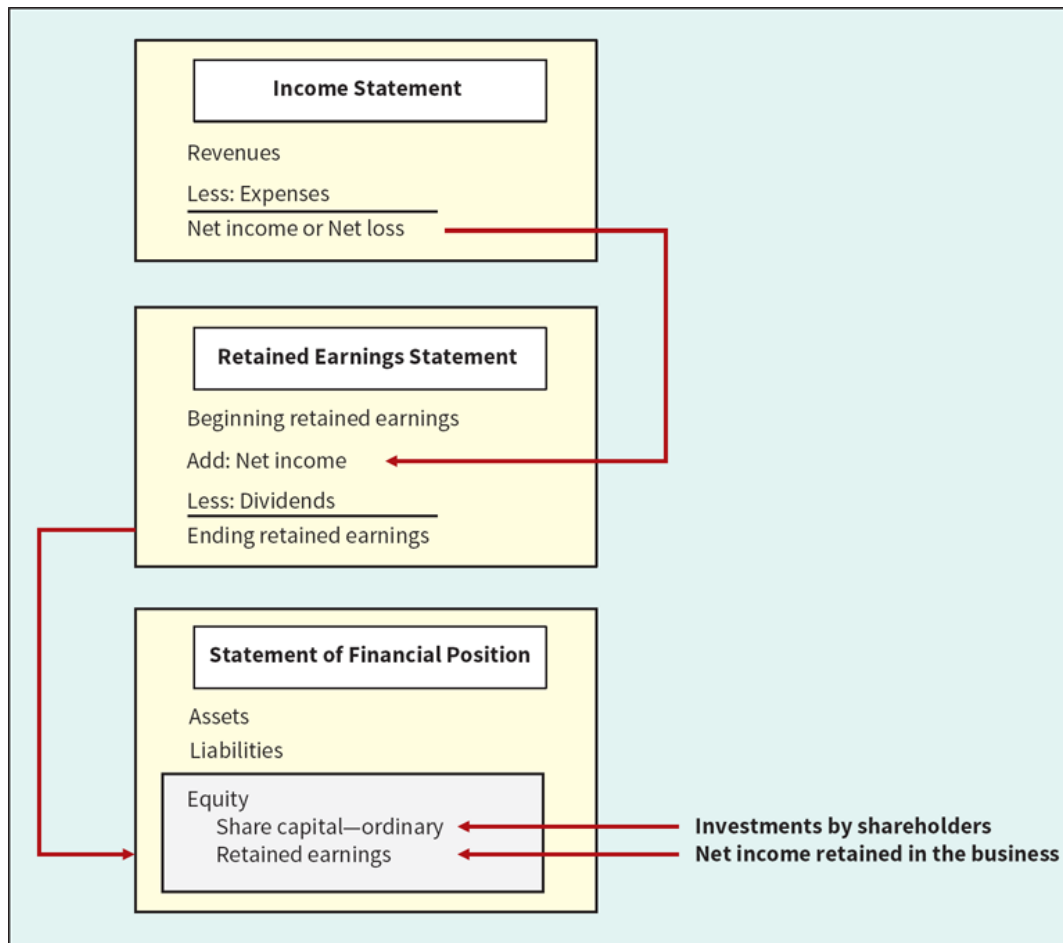 Income Statement
Revenues
Less: Expenses
Net income or Net loss
Retained Earnings Statement
Beginning retained earnings
Add: Net income
Less: Dividends
Ending retained earnings
Statement of Financial Position
Assets
Liabilities
Equity
Share capital—ordinary
Investments by shareholders
Retained earnings
Net income retained in the business